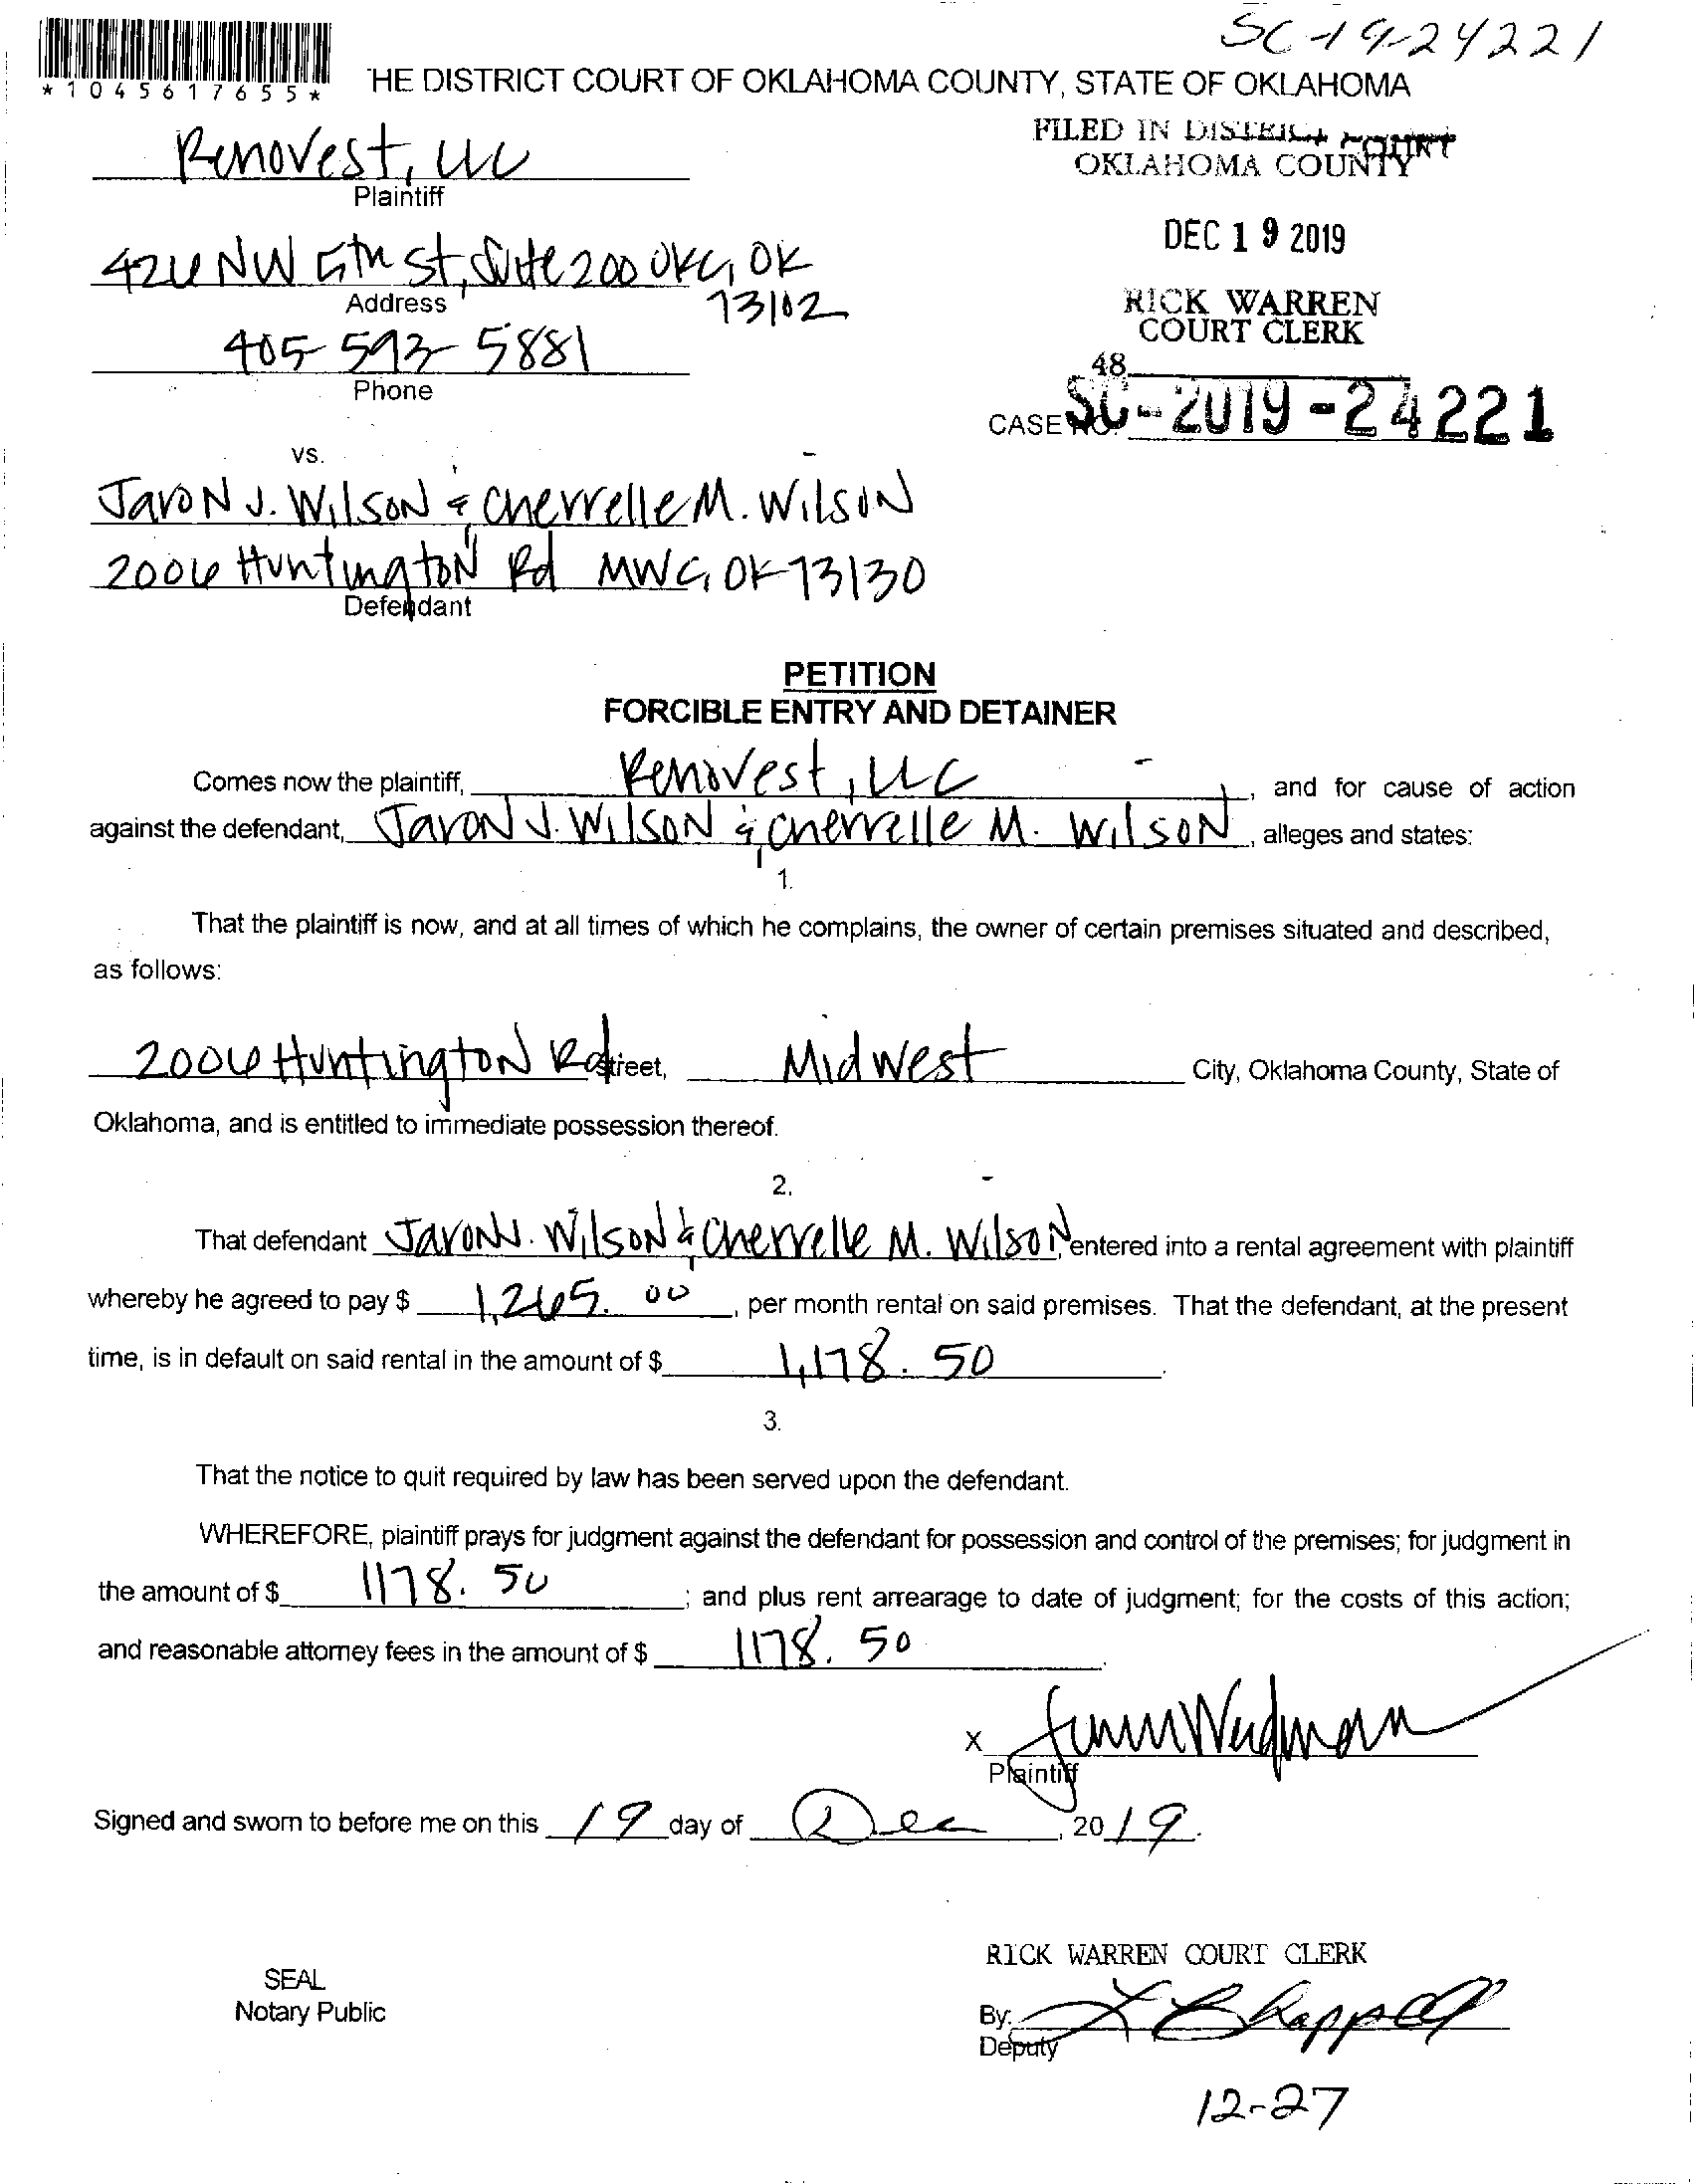 SC-19-24221
*1045617655*
HE DISTRICT COURT OF OKLAHOMA COUNTY, STATE OF OKLAHOMA
FILED IN DISTRICT COURT
OKLAHOMA COUNTY
Renovest, LLC
Plaintiff
DEC 19 2019
426 NW 5th St, Suite 200 OKC, OK
73102
Address
RICK WARREN
COURT CLERK
405-593-5881
Phone
48
CASE NO. SC-2019-24221
vs.
Jaron J. Wilson & Cherrelle M. Wilson
2006 Huntington Rd MWC, OK 73130
Defendant
PETITION
FORCIBLE ENTRY AND DETAINER
Comes now the plaintiff, Renovest, LLC, and for cause of action
against the defendant, Jaron J. Wilson & Cherrelle M. Wilson, alleges and states:
1.
That the plaintiff is now, and at all times of which he complains, the owner of certain premises situated and described,
as follows:
2006 Huntington Rd Street, Midwest City, Oklahoma County, State of
Oklahoma, and is entitled to immediate possession thereof.
2.
That defendant Jaron J. Wilson & Cherrelle M. Wilson, entered into a rental agreement with plaintiff
whereby he agreed to pay $ 1,265.00, per month rental on said premises. That the defendant, at the present
time, is in default on said rental in the amount of $ 1,178.50.
3.
That the notice to quit required by law has been served upon the defendant.
WHEREFORE, plaintiff prays for judgment against the defendant for possession and control of the premises; for judgment in
the amount of $ 1178.50; and plus rent arrearage to date of judgment; for the costs of this action;
and reasonable attorney fees in the amount of $ 1178.50.
X
Plaintiff
Signed and sworn to before me on this 19 day of Dec, 2019.
RICK WARREN COURT CLERK
SEAL
Notary Public
By: L Chappell
Deputy
12-27